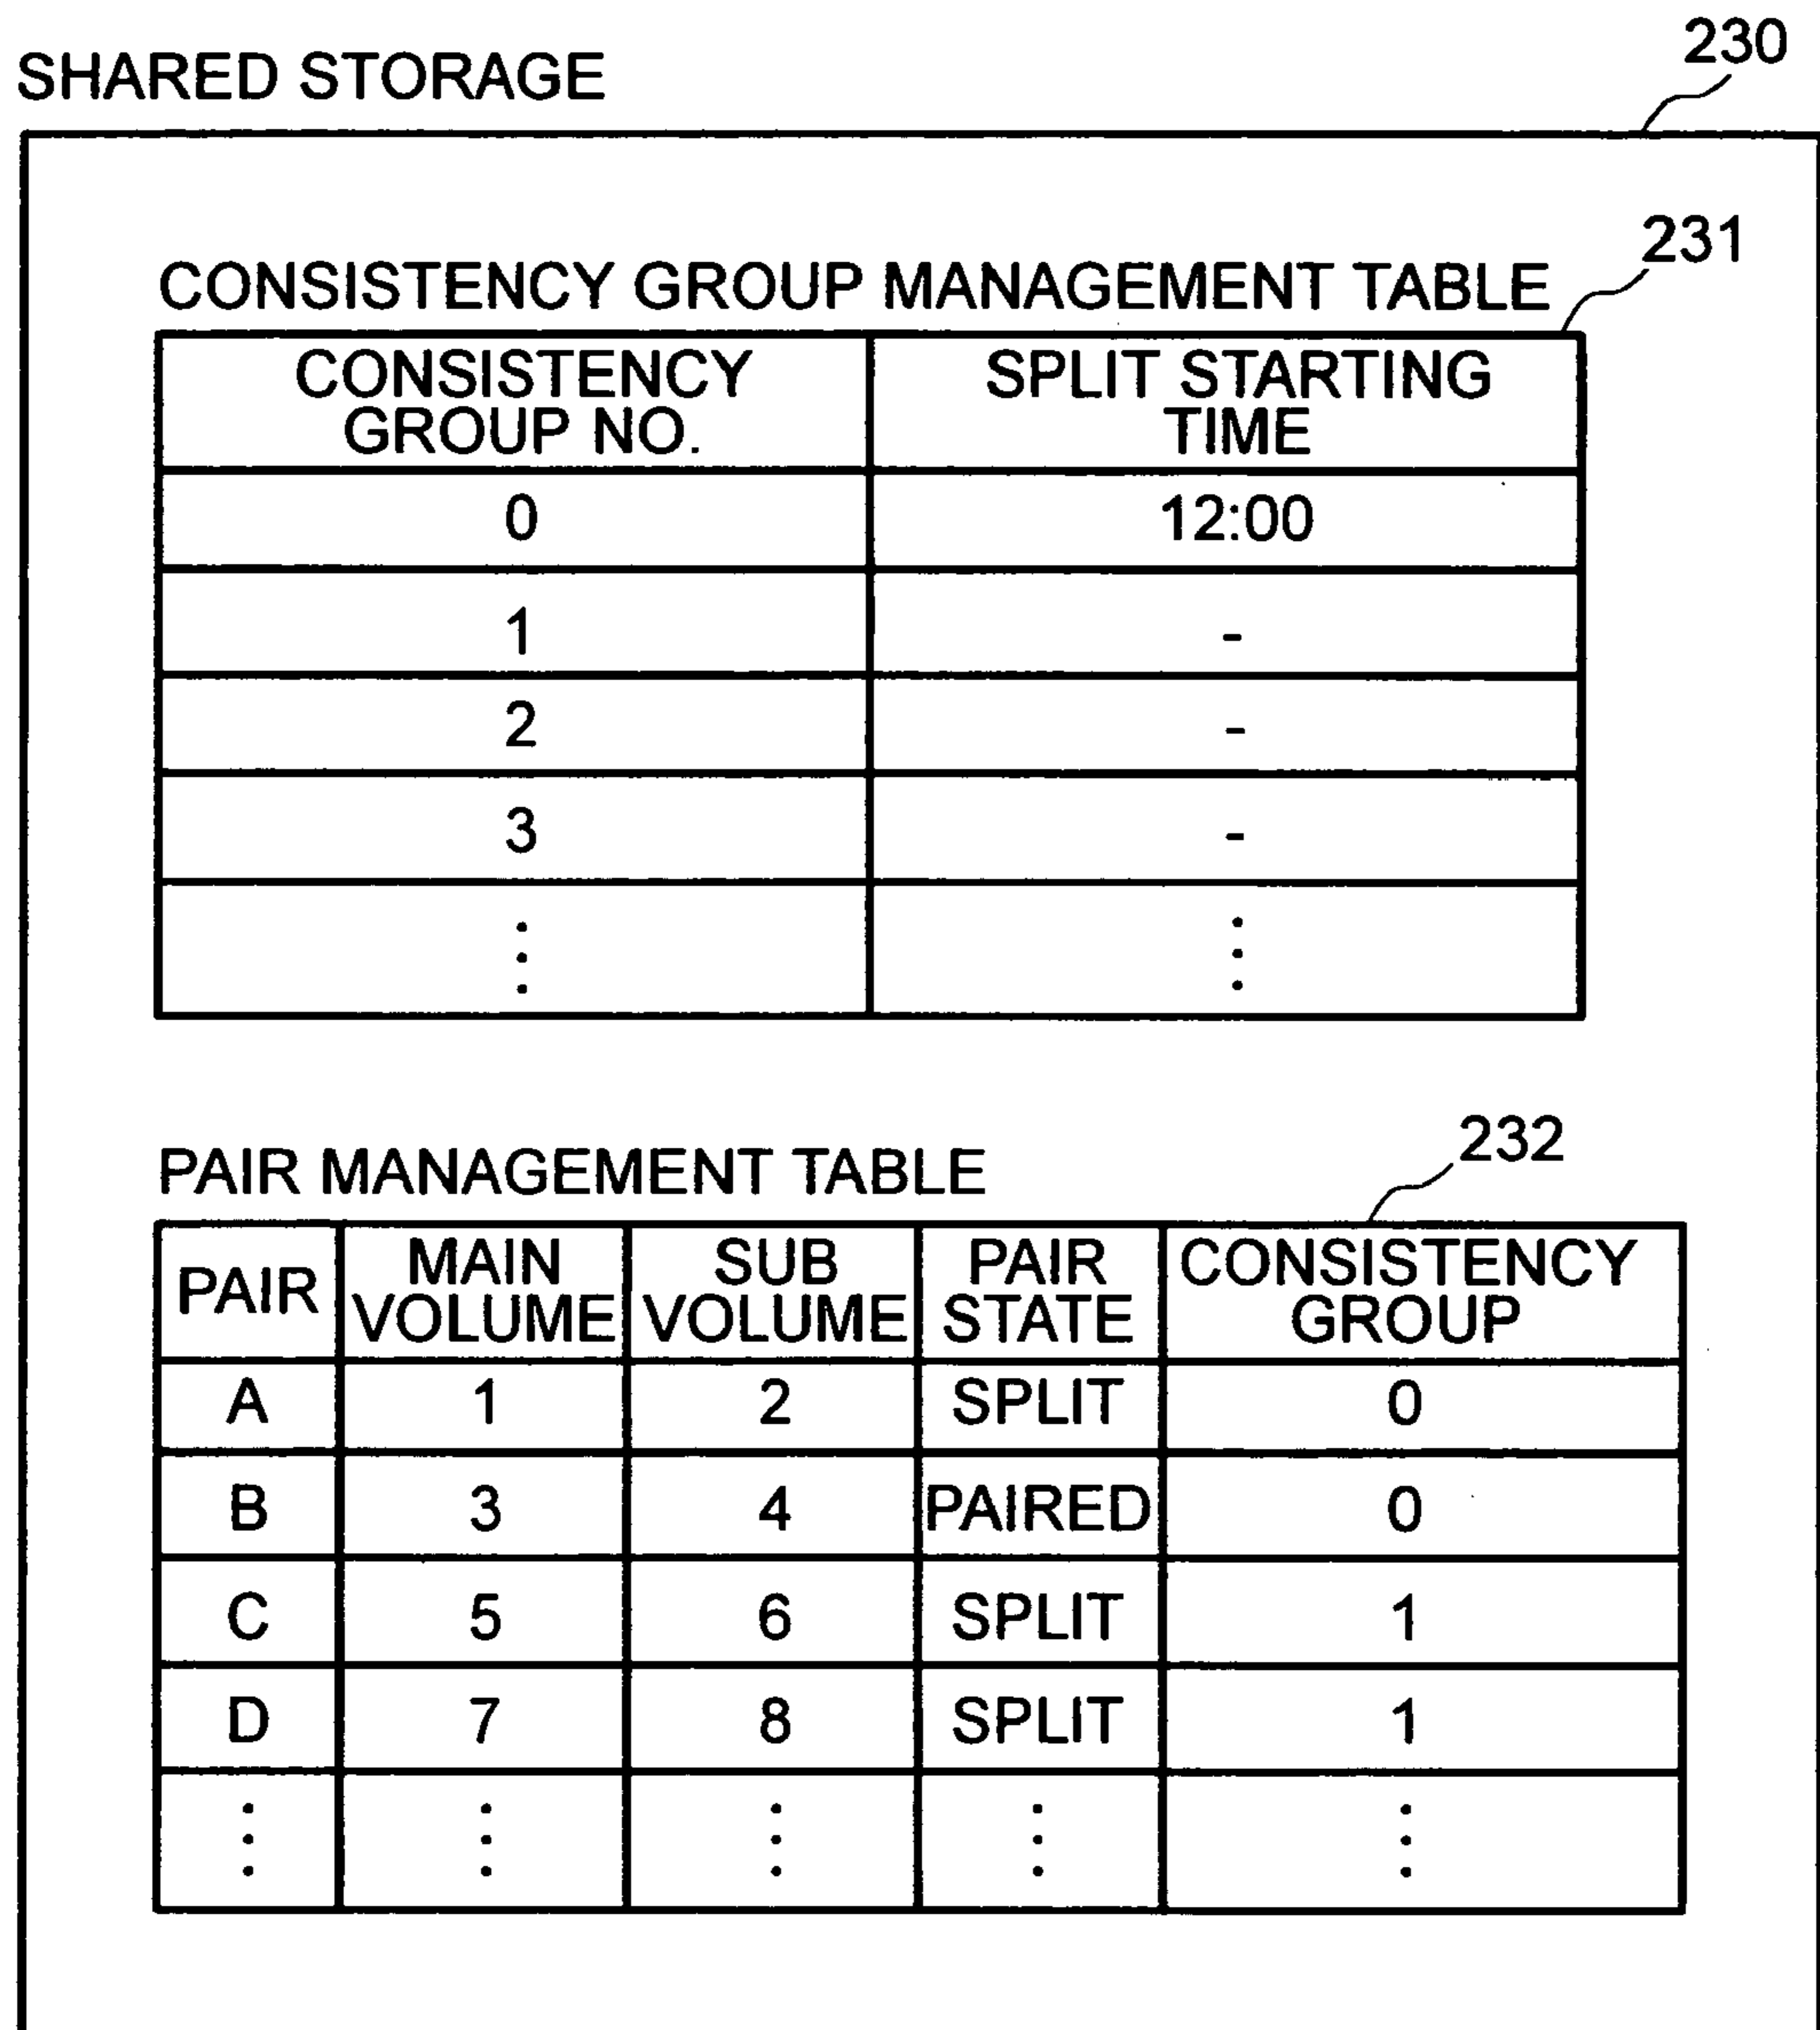 230
SHARED STORAGE
231
CONSISTENCY GROUP MANAGEMENT TABLE
CONSISTENCY GROUP NO. SPLIT STARTING TIME
0 12:00
1 -
2 -
3 -
⋮ ⋮
232
PAIR MANAGEMENT TABLE
PAIR MAIN VOLUME SUB VOLUME PAIR STATE CONSISTENCY GROUP
A 1 2 SPLIT 0
B 3 4 PAIRED 0
C 5 6 SPLIT 1
D 7 8 SPLIT 1
⋮ ⋮ ⋮ ⋮ ⋮